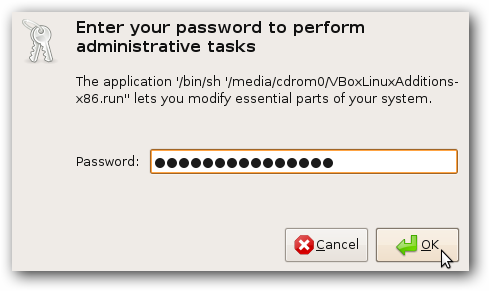 Enter your password to perform
administrative tasks
The application '/bin/sh '/media/cdrom0/VBoxLinuxAdditions-
x86.run'' lets you modify essential parts of your system.
Password: ●●●●●●●●●●●●●●●
Cancel
OK